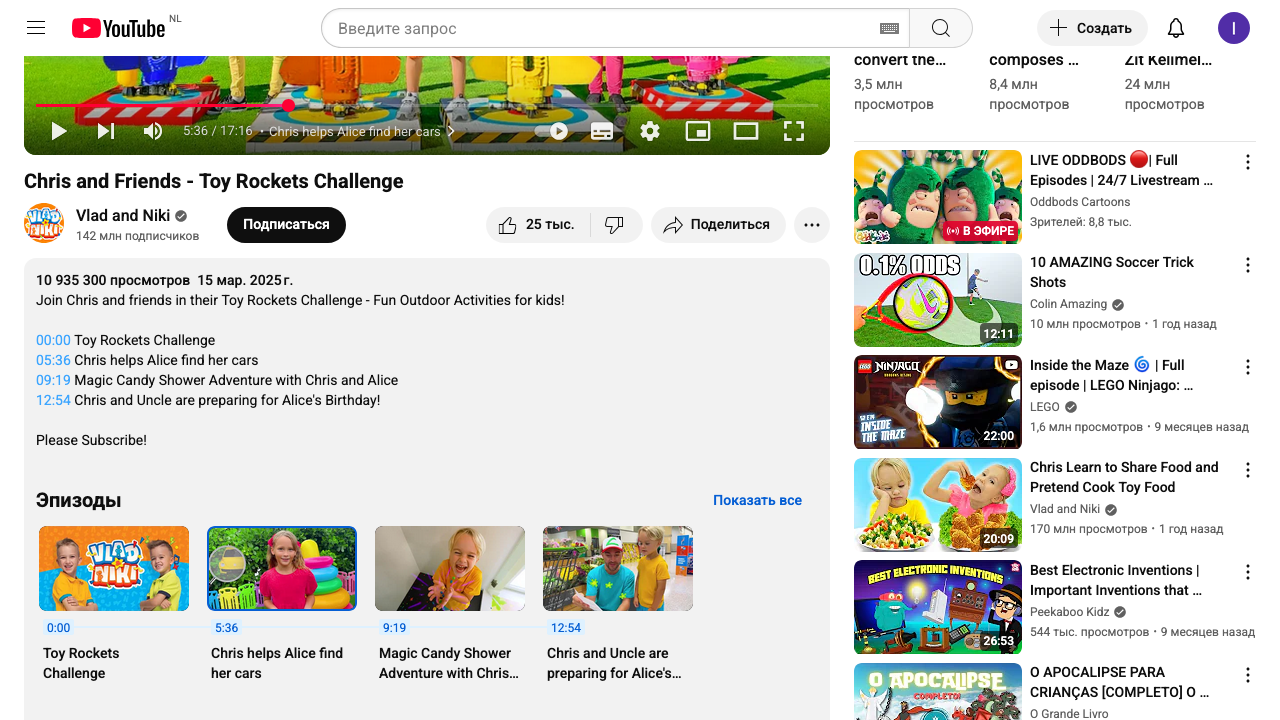 YouTube NL
Введите запрос
Создать
I
5:36 / 17:16 • Chris helps Alice find her cars
Chris and Friends - Toy Rockets Challenge
VLAD AND NIKI
Vlad and Niki
142 млн подписчиков
Подписаться
25 тыс.
Поделиться
10 935 300 просмотров 15 мар. 2025 г.
Join Chris and friends in their Toy Rockets Challenge - Fun Outdoor Activities for kids!
00:00 Toy Rockets Challenge
05:36 Chris helps Alice find her cars
09:19 Magic Candy Shower Adventure with Chris and Alice
12:54 Chris and Uncle are preparing for Alice's Birthday!
Please Subscribe!
Эпизоды
Показать все
VLAD AND NIKI
0:00
Toy Rockets
Challenge
5:36
Chris helps Alice find
her cars
9:19
Magic Candy Shower
Adventure with Chris…
12:54
Chris and Uncle are
preparing for Alice's…
convert the…
3,5 млн
просмотров
composes …
8,4 млн
просмотров
Zit Kellmel…
24 млн
просмотров
В ЭФИРЕ
LIVE ODDBODS 🔴| Full
Episodes | 24/7 Livestream …
Oddbods Cartoons
Зрителей: 8,8 тыс.
0.1% ODDS
12:11
10 AMAZING Soccer Trick
Shots
Colin Amazing
10 млн просмотров • 1 год назад
LEGO NINJAGO
INSIDE
THE MAZE
22:00
Inside the Maze 🌀 | Full
episode | LEGO Ninjago: …
LEGO
1,6 млн просмотров • 9 месяцев назад
20:09
Chris Learn to Share Food and
Pretend Cook Toy Food
Vlad and Niki
170 млн просмотров • 1 год назад
BEST ELECTRONIC INVENTIONS
26:53
Best Electronic Inventions |
Important Inventions that …
Peekaboo Kidz
544 тыс. просмотров • 9 месяцев назад
O APOCALIPSE
COMPLETO!
O APOCALIPSE PARA
CRIANÇAS [COMPLETO] O …
O Grande Livro